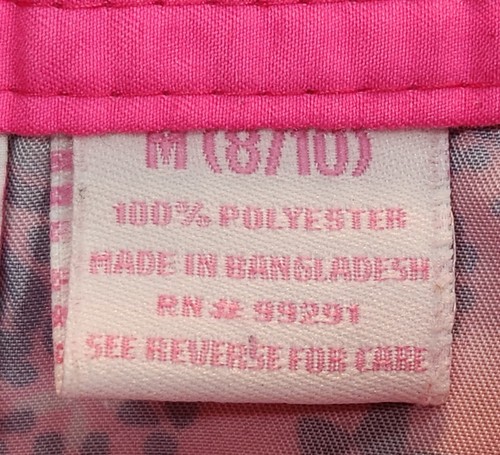 M (8/10)
100% POLYESTER
MADE IN BANGLADESH
RN# 99291
SEE REVERSE FOR CARE